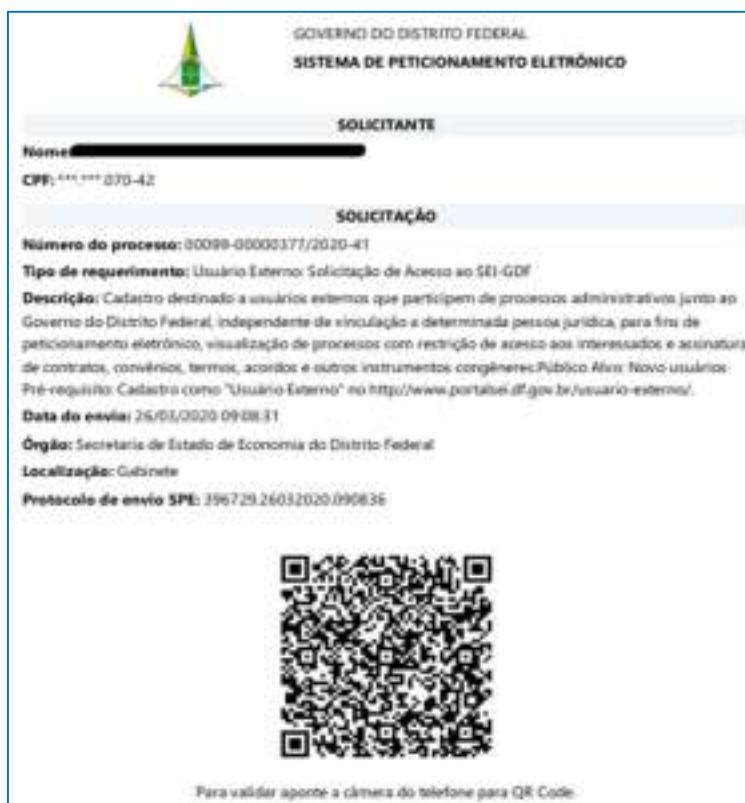 GOVERNO DO DISTRITO FEDERAL
SISTEMA DE PETICIONAMENTO ELETRÔNICO
SOLICITANTE
Nome
CPF: ***.***.070-42
SOLICITAÇÃO
Número do processo: 00099-00000377/2020-41
Tipo de requerimento: Usuário Externo: Solicitação de Acesso ao SEI-GDF
Descrição: Cadastro destinado a usuários externos que participem de processos administrativos junto ao
Governo do Distrito Federal, independente de vinculação a determinada pessoa jurídica, para fins de
peticionamento eletrônico, visualização de processos com restrição de acesso aos interessados e assinatura
de contratos, convênios, termos, acordos e outros instrumentos congêneres.Público Alvo: Novo usuários
Pré-requisito: Cadastro como "Usuário Externo" no http://www.portalsei.df.gov.br/usuario-externo/.
Data do envio: 26/03/2020 09:08:31
Órgão: Secretaria de Estado de Economia do Distrito Federal
Localização: Gabinete
Protocolo de envio SPE: 396729.26032020.090836
Para validar aponte a câmera do telefone para QR Code.